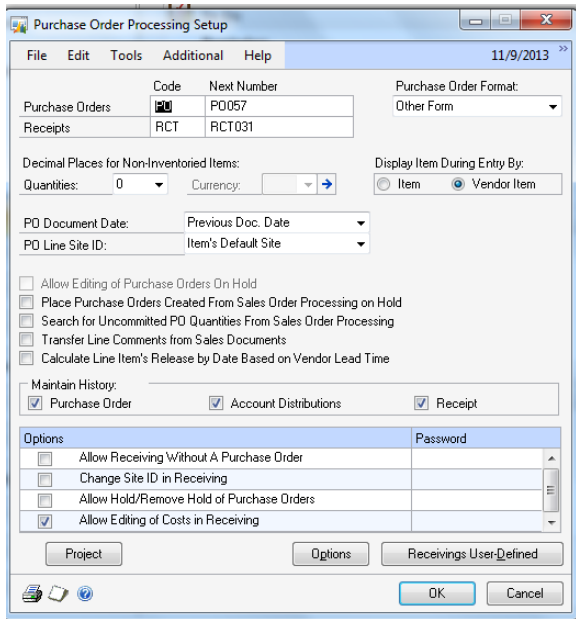 Purchase Order Processing Setup
File Edit Tools Additional Help 11/9/2013
Code Next Number Purchase Order Format:
Purchase Orders PO PO057 Other Form
Receipts RCT RCT031
Decimal Places for Non-Inventoried Items: Display Item During Entry By:
Quantities: 0 Currency: Item Vendor Item
PO Document Date: Previous Doc. Date
PO Line Site ID: Item's Default Site
Allow Editing of Purchase Orders On Hold
Place Purchase Orders Created From Sales Order Processing on Hold
Search for Uncommitted PO Quantities From Sales Order Processing
Transfer Line Comments from Sales Documents
Calculate Line Item's Release by Date Based on Vendor Lead Time
Maintain History:
Purchase Order Account Distributions Receipt
Options Password
Allow Receiving Without A Purchase Order
Change Site ID in Receiving
Allow Hold/Remove Hold of Purchase Orders
Allow Editing of Costs in Receiving
Project Options Receivings User-Defined
OK Cancel